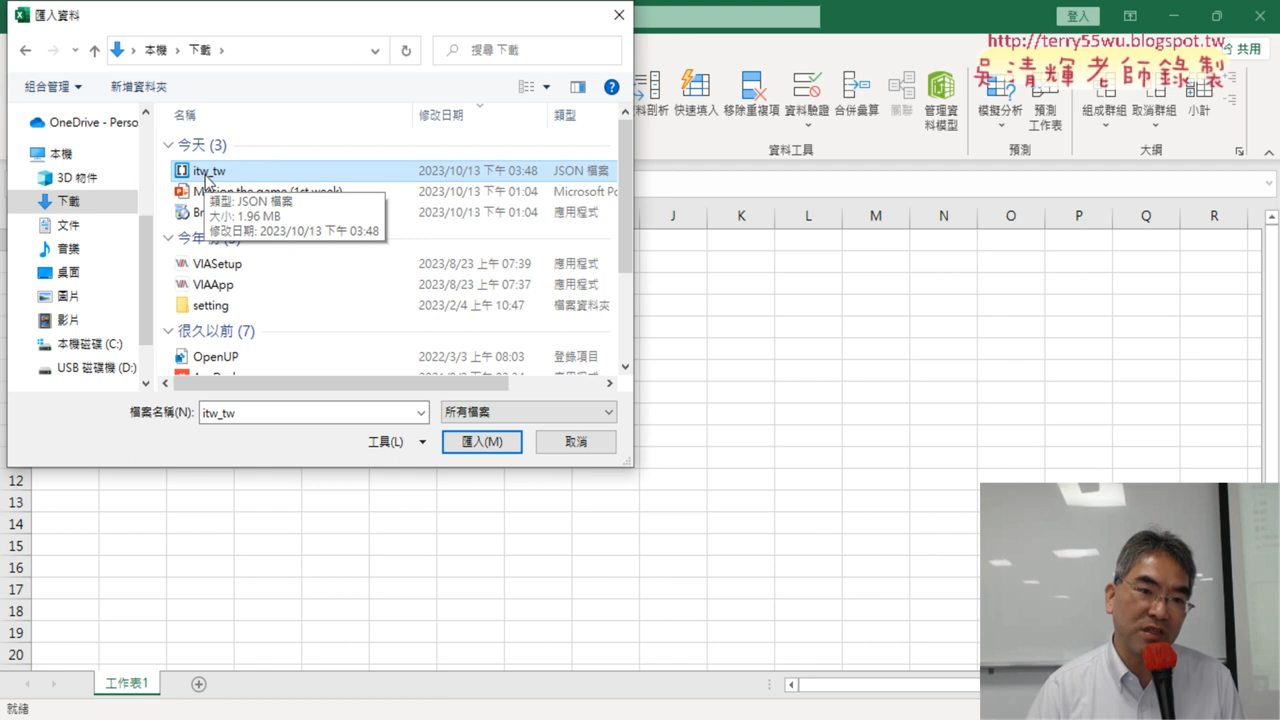 匯入資料
登入
本機 › 下載 ›
搜尋 下載
http://terry55wu.blogspot.tw
吳清輝老師錄製
共用
組合管理
新增資料夾
料剖析
快速填入
移除重複項
資料驗證
合併彙算
關聯
管理資料模型
模擬分析
預測工作表
組成群組
取消群組
小計
資料工具
預測
大綱
名稱
修改日期
類型
OneDrive - Perso
本機
3D 物件
下載
文件
音樂
桌面
圖片
影片
本機磁碟 (C:)
USB 磁碟機 (D:)
今天 (3)
itw_tw
2023/10/13 下午 03:48
JSON 檔案
2023/10/13 下午 01:04
Microsoft Po
2023/10/13 下午 01:04
應用程式
類型: JSON 檔案
大小: 1.96 MB
修改日期: 2023/10/13 下午 03:48
VIASetup
2023/8/23 上午 07:39
應用程式
VIAApp
2023/8/23 上午 07:37
應用程式
setting
2023/2/4 上午 10:47
檔案資料夾
很久以前 (7)
OpenUP
2022/3/3 上午 08:03
登錄項目
檔案名稱(N):
itw_tw
所有檔案
工具(L)
匯入(M)
取消
J K L M N O P Q R
12
13
14
15
16
17
18
19
20
工作表1
就緒